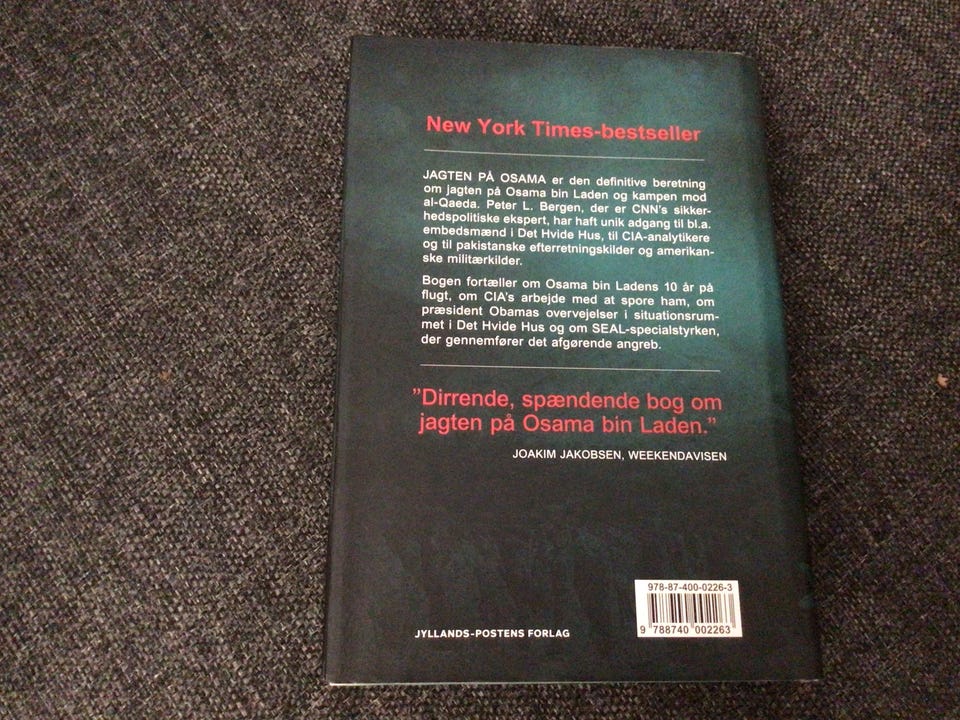 New York Times-bestseller
JAGTEN PÅ OSAMA er den definitive beretning
om jagten på Osama bin Laden og kampen mod
al-Qaeda. Peter L. Bergen, der er CNN's sikker-
hedspolitiske ekspert, har haft unik adgang til bl.a.
embedsmænd i Det Hvide Hus, til CIA-analytikere
og til pakistanske efterretningskilder og amerikan-
ske militærkilder.
Bogen fortæller om Osama bin Ladens 10 år på
flugt, om CIA's arbejde med at spore ham, om
præsident Obamas overvejelser i situationsrum-
met i Det Hvide Hus og om SEAL-specialstyrken,
der gennemfører det afgørende angreb.
”Dirrende, spændende bog om
jagten på Osama bin Laden.”
JOAKIM JAKOBSEN, WEEKENDAVISEN
978-87-400-0226-3
9 788740 002263
JYLLANDS-POSTENS FORLAG